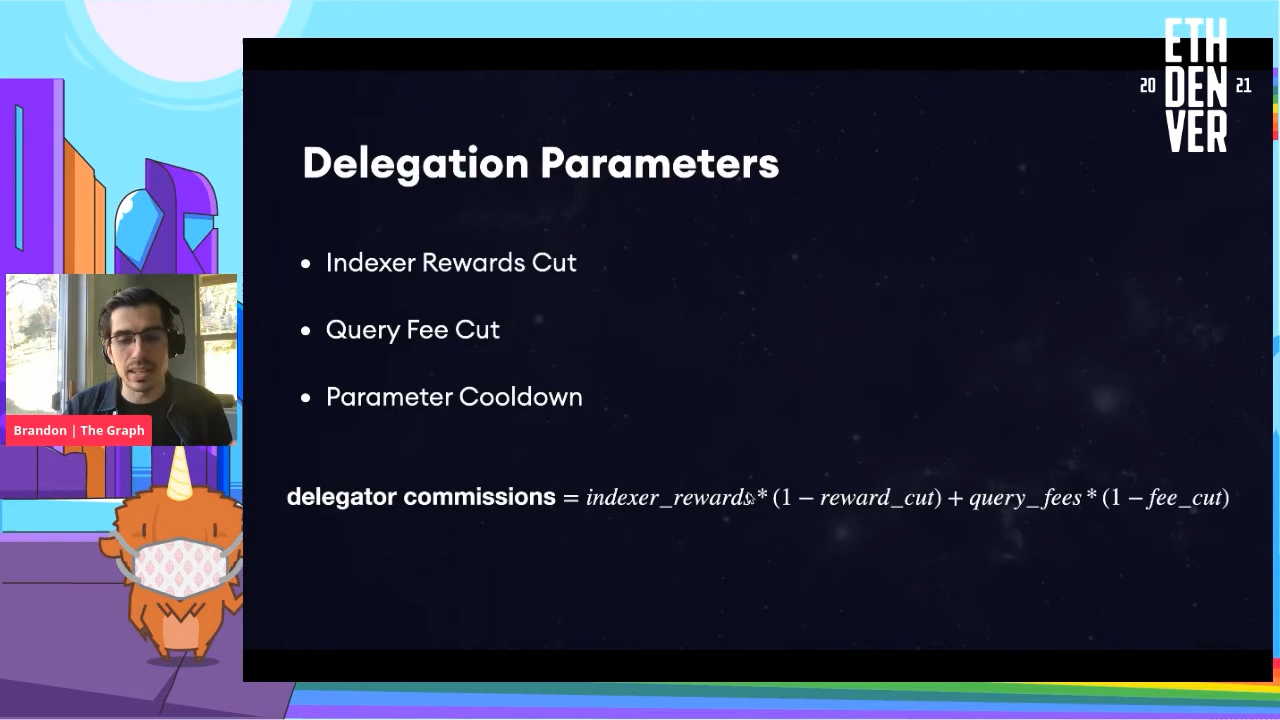 ETH
20 DEN 21
VER
Delegation Parameters
• Indexer Rewards Cut
• Query Fee Cut
• Parameter Cooldown
Brandon | The Graph
delegator commissions = indexer_rewards * (1 − reward_cut) + query_fees * (1 − fee_cut)